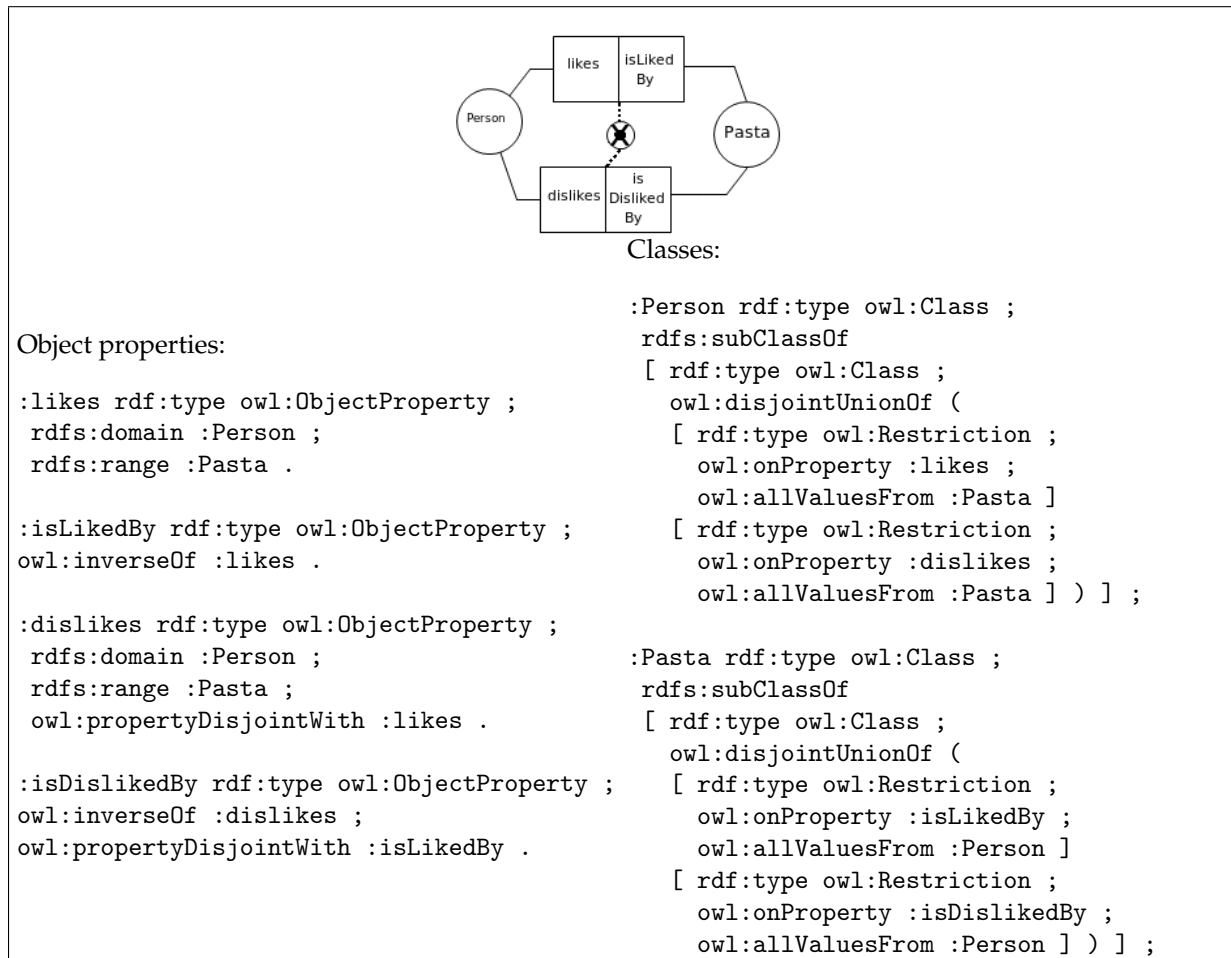 likes
isLiked
By
Person
Pasta
dislikes
is
Disliked
By
Object properties:
:likes rdf:type owl:ObjectProperty ;
rdfs:domain :Person ;
rdfs:range :Pasta .
:isLikedBy rdf:type owl:ObjectProperty ;
owl:inverseOf :likes .
:dislikes rdf:type owl:ObjectProperty ;
rdfs:domain :Person ;
rdfs:range :Pasta ;
owl:propertyDisjointWith :likes .
:isDislikedBy rdf:type owl:ObjectProperty ;
owl:inverseOf :dislikes ;
owl:propertyDisjointWith :isLikedBy .
Classes:
:Person rdf:type owl:Class ;
rdfs:subClassOf
[ rdf:type owl:Class ;
owl:disjointUnionOf (
[ rdf:type owl:Restriction ;
owl:onProperty :likes ;
owl:allValuesFrom :Pasta ]
[ rdf:type owl:Restriction ;
owl:onProperty :dislikes ;
owl:allValuesFrom :Pasta ] ) ] ;
:Pasta rdf:type owl:Class ;
rdfs:subClassOf
[ rdf:type owl:Class ;
owl:disjointUnionOf (
[ rdf:type owl:Restriction ;
owl:onProperty :isLikedBy ;
owl:allValuesFrom :Person ]
[ rdf:type owl:Restriction ;
owl:onProperty :isDislikedBy ;
owl:allValuesFrom :Person ] ) ] ;